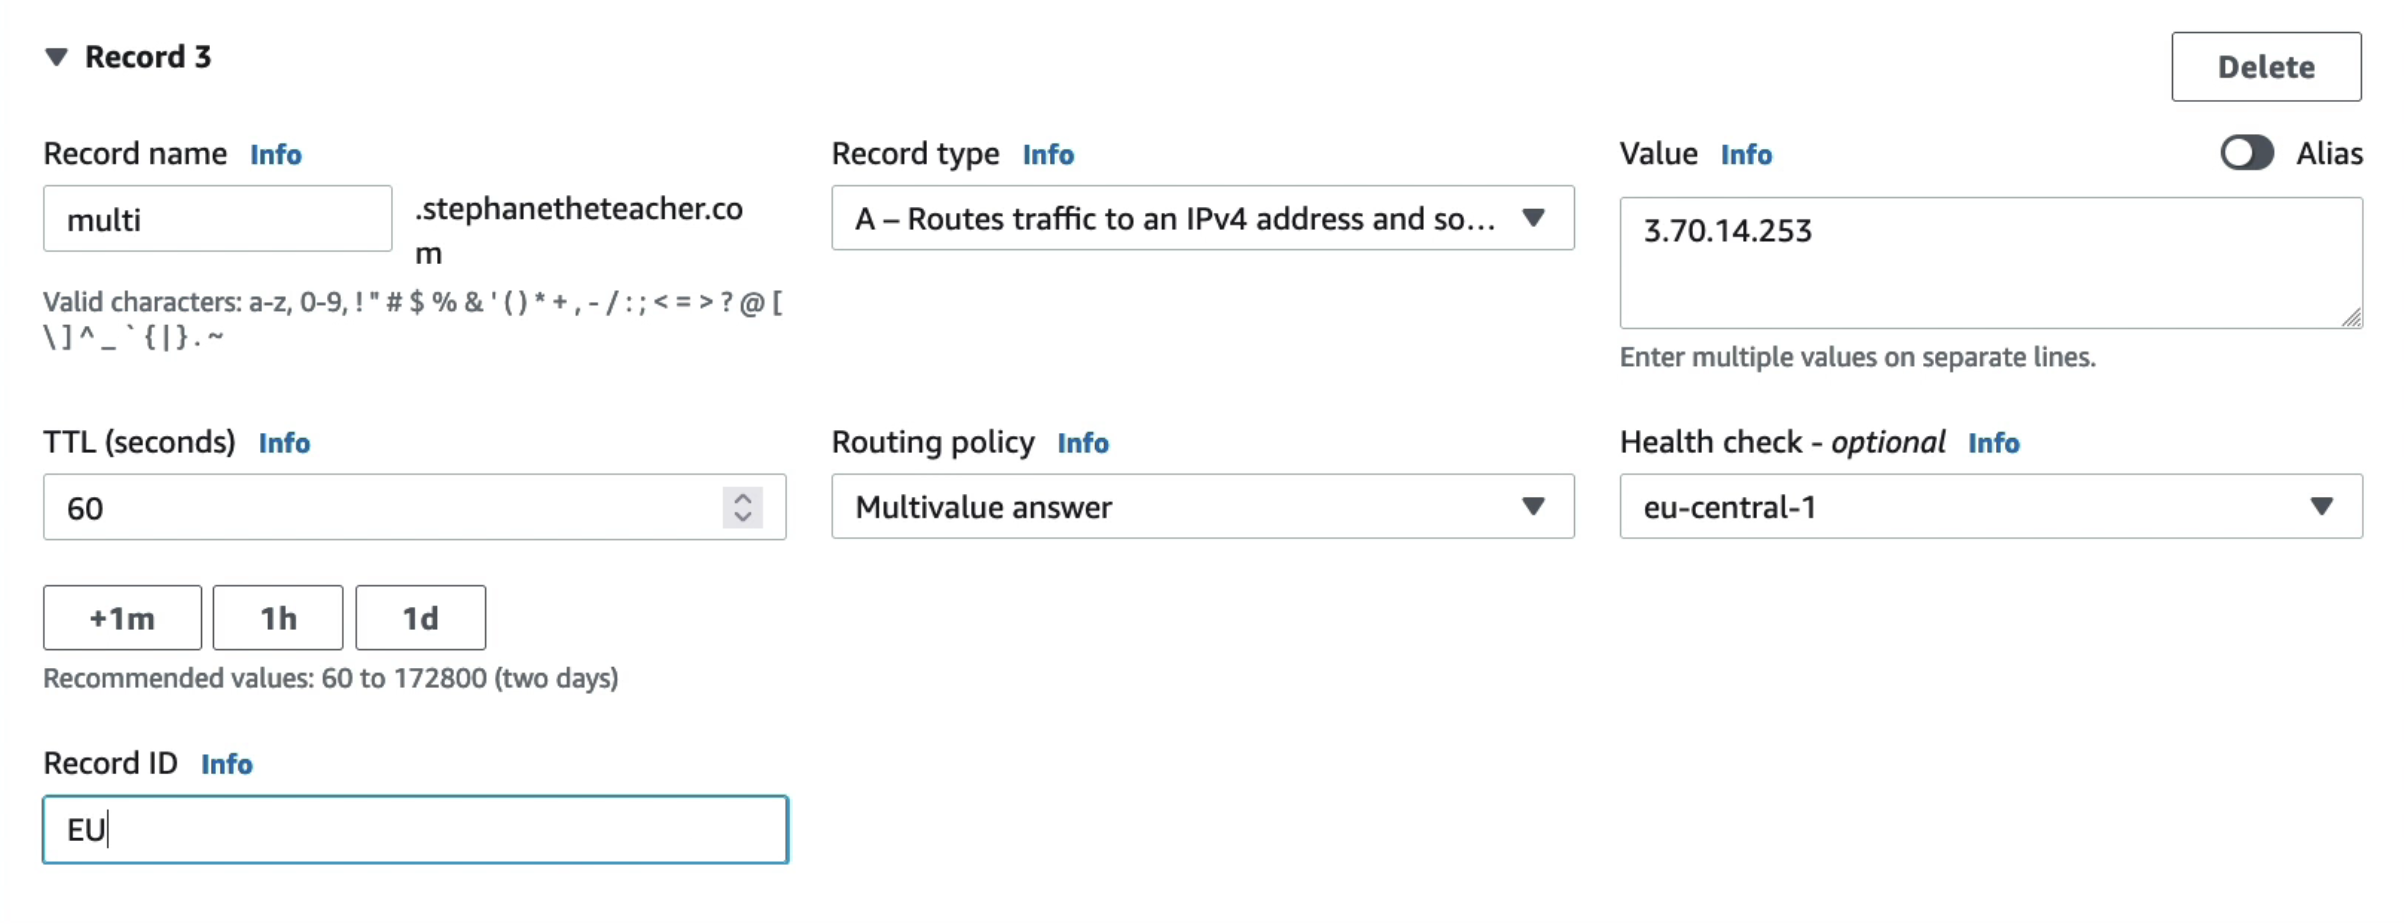 Record 3
Delete
Record name Info
multi
.stephanetheteacher.co
m
Valid characters: a-z, 0-9, ! " # $ % & ' ( ) * + , - / : ; < = > ? @ [
\ ] ^ _ ` { | } . ~
Record type Info
A – Routes traffic to an IPv4 address and so...
Value Info
Alias
3.70.14.253
Enter multiple values on separate lines.
TTL (seconds) Info
60
+1m 1h 1d
Recommended values: 60 to 172800 (two days)
Routing policy Info
Multivalue answer
Health check - optional Info
eu-central-1
Record ID Info
EU